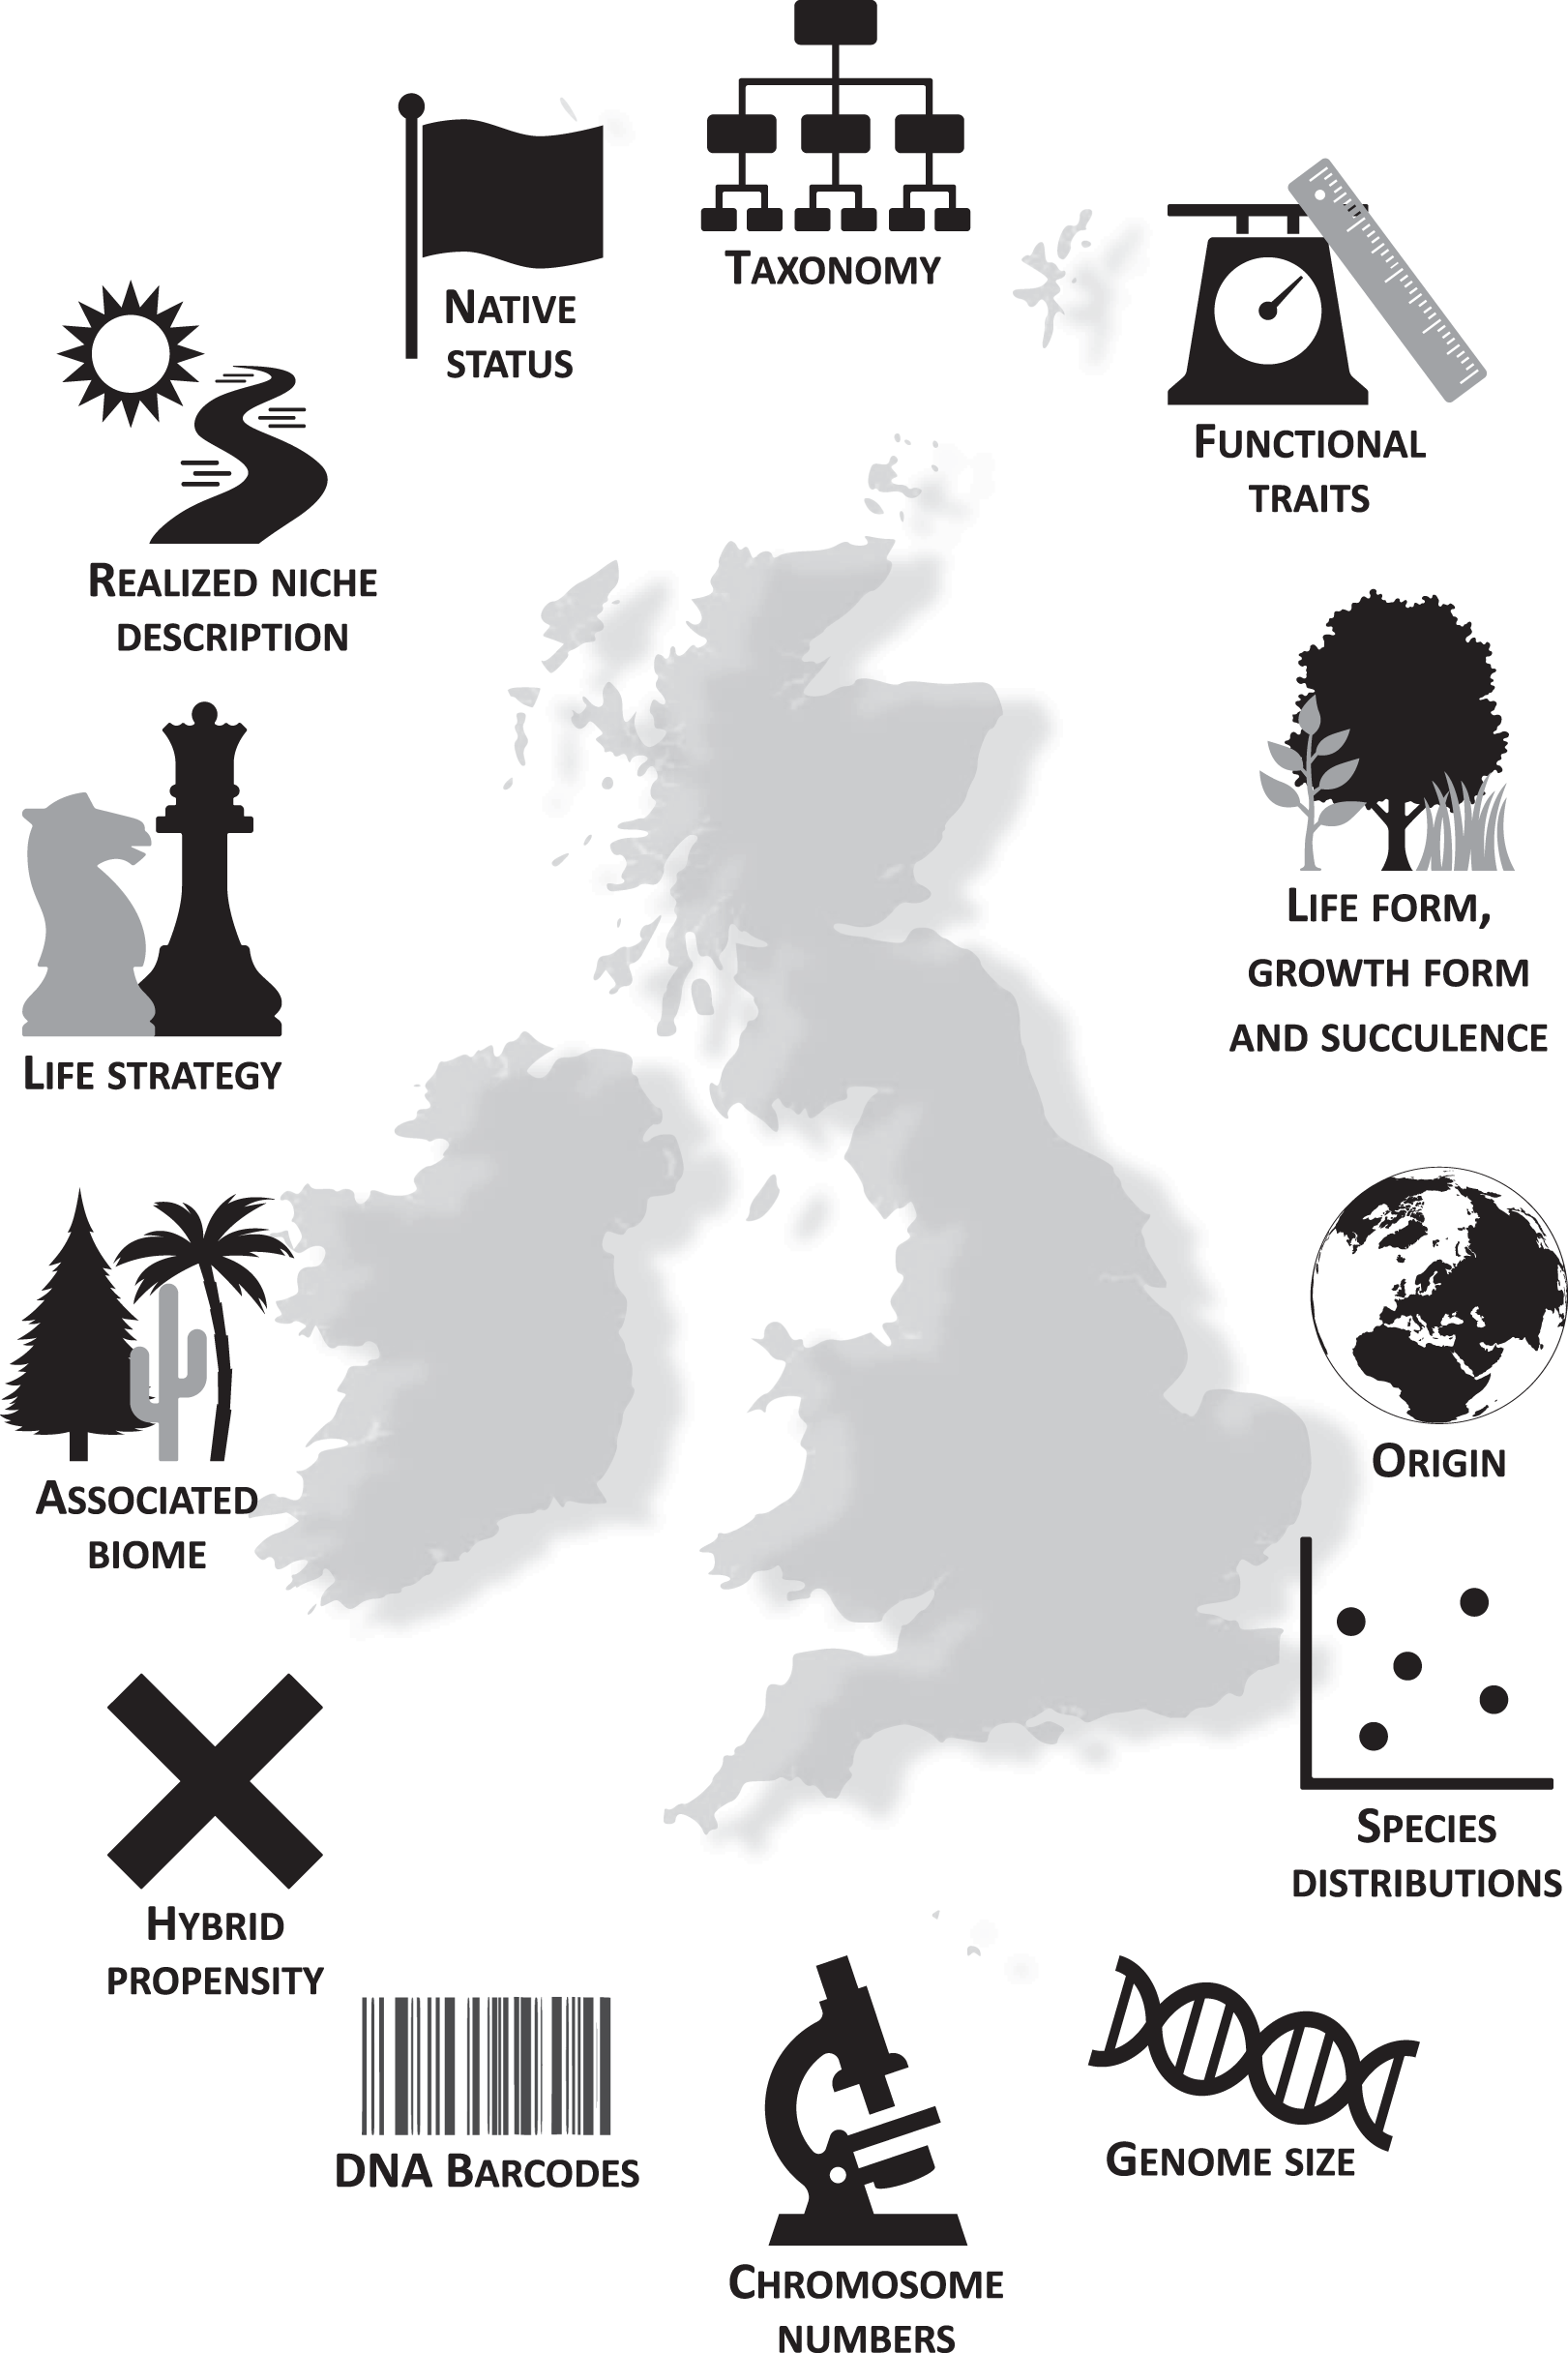 Taxonomy
Native
status
Functional
traits
Realized niche
description
Life form,
growth form
and succulence
Life strategy
Origin
Associated
biome
Species
distributions
Hybrid
propensity
DNA Barcodes
Genome size
Chromosome
numbers